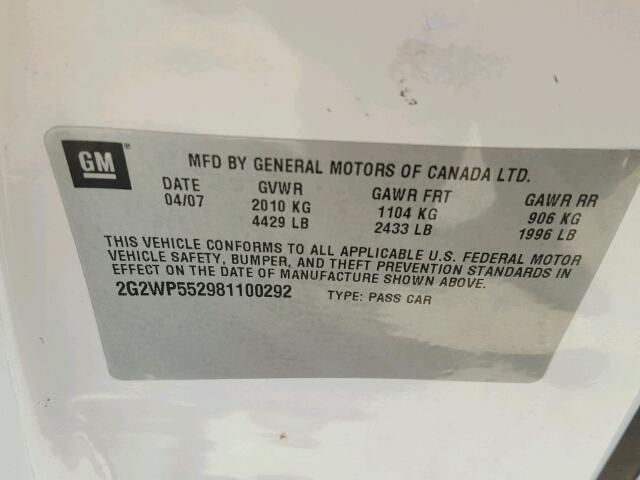 GM
MFD BY GENERAL MOTORS OF CANADA LTD.
DATE GVWR GAWR FRT GAWR RR
04/07 2010 KG 1104 KG 906 KG
4429 LB 2433 LB 1996 LB
THIS VEHICLE CONFORMS TO ALL APPLICABLE U.S. FEDERAL MOTOR
VEHICLE SAFETY, BUMPER, AND THEFT PREVENTION STANDARDS IN
EFFECT ON THE DATE OF MANUFACTURE SHOWN ABOVE.
2G2WP552981100292 TYPE: PASS CAR